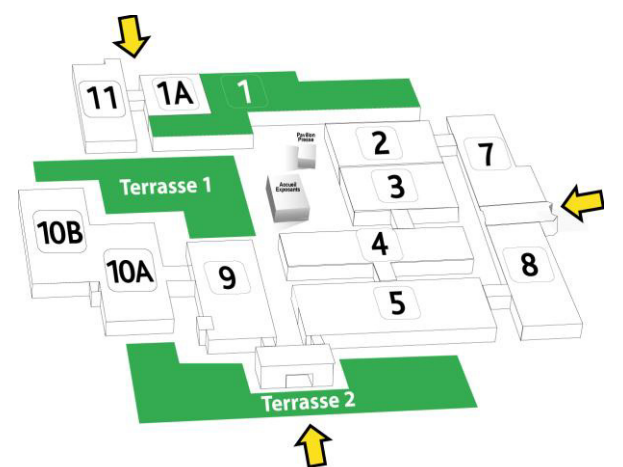 11
1A
1
2
7
Pavillon
Presse
3
Accueil
Exposants
Terrasse 1
10B
10A
9
4
8
5
Terrasse 2